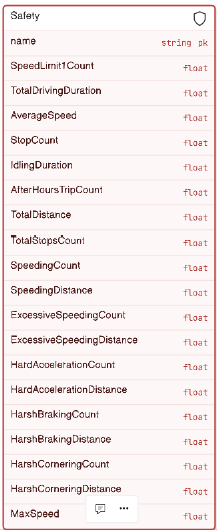 Safety
name string pk
SpeedLimit1Count float
TotalDrivingDuration float
AverageSpeed float
StopCount float
IdlingDuration float
AfterHoursTripCount float
TotalDistance float
TotalStopsCount float
SpeedingCount float
SpeedingDistance float
ExcessiveSpeedingCount float
ExcessiveSpeedingDistance float
HardAccelerationCount float
HardAccelerationDistance float
HarshBrakingCount float
HarshBrakingDistance float
HarshCorneringCount float
HarshCorneringDistance float
MaxSpeed float